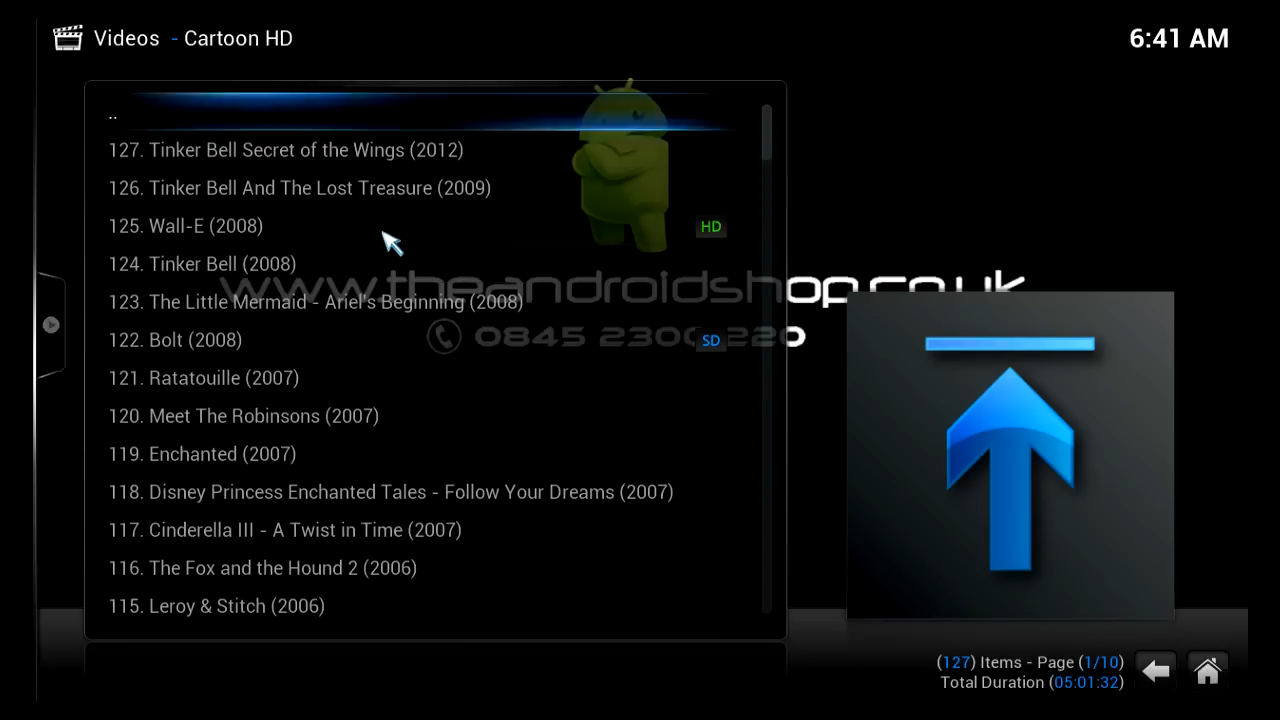 Videos - Cartoon HD
6:41 AM
..
127. Tinker Bell Secret of the Wings (2012)
126. Tinker Bell And The Lost Treasure (2009)
125. Wall-E (2008) HD
124. Tinker Bell (2008)
www.theandroidshop.co.uk
123. The Little Mermaid - Ariel's Beginning (2008)
122. Bolt (2008) SD
0845 2300 220
121. Ratatouille (2007)
120. Meet The Robinsons (2007)
119. Enchanted (2007)
118. Disney Princess Enchanted Tales - Follow Your Dreams (2007)
117. Cinderella III - A Twist in Time (2007)
116. The Fox and the Hound 2 (2006)
115. Leroy & Stitch (2006)
(127) Items - Page (1/10)
Total Duration (05:01:32)